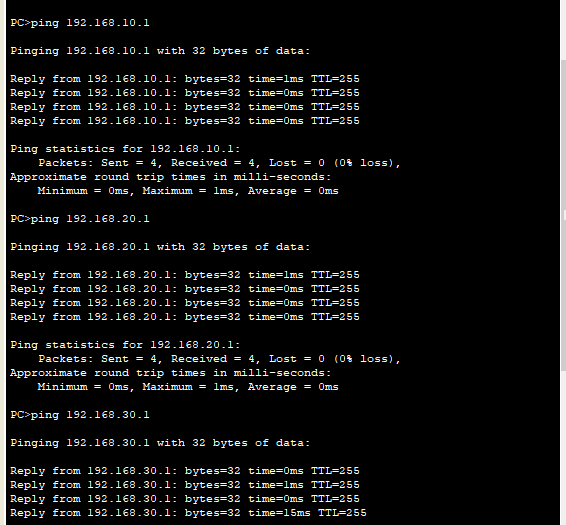 PC>ping 192.168.10.1
Pinging 192.168.10.1 with 32 bytes of data:
Reply from 192.168.10.1: bytes=32 time=1ms TTL=255
Reply from 192.168.10.1: bytes=32 time=0ms TTL=255
Reply from 192.168.10.1: bytes=32 time=0ms TTL=255
Reply from 192.168.10.1: bytes=32 time=0ms TTL=255
Ping statistics for 192.168.10.1:
    Packets: Sent = 4, Received = 4, Lost = 0 (0% loss),
Approximate round trip times in milli-seconds:
    Minimum = 0ms, Maximum = 1ms, Average = 0ms
PC>ping 192.168.20.1
Pinging 192.168.20.1 with 32 bytes of data:
Reply from 192.168.20.1: bytes=32 time=1ms TTL=255
Reply from 192.168.20.1: bytes=32 time=0ms TTL=255
Reply from 192.168.20.1: bytes=32 time=0ms TTL=255
Reply from 192.168.20.1: bytes=32 time=0ms TTL=255
Ping statistics for 192.168.20.1:
    Packets: Sent = 4, Received = 4, Lost = 0 (0% loss),
Approximate round trip times in milli-seconds:
    Minimum = 0ms, Maximum = 1ms, Average = 0ms
PC>ping 192.168.30.1
Pinging 192.168.30.1 with 32 bytes of data:
Reply from 192.168.30.1: bytes=32 time=0ms TTL=255
Reply from 192.168.30.1: bytes=32 time=1ms TTL=255
Reply from 192.168.30.1: bytes=32 time=0ms TTL=255
Reply from 192.168.30.1: bytes=32 time=15ms TTL=255